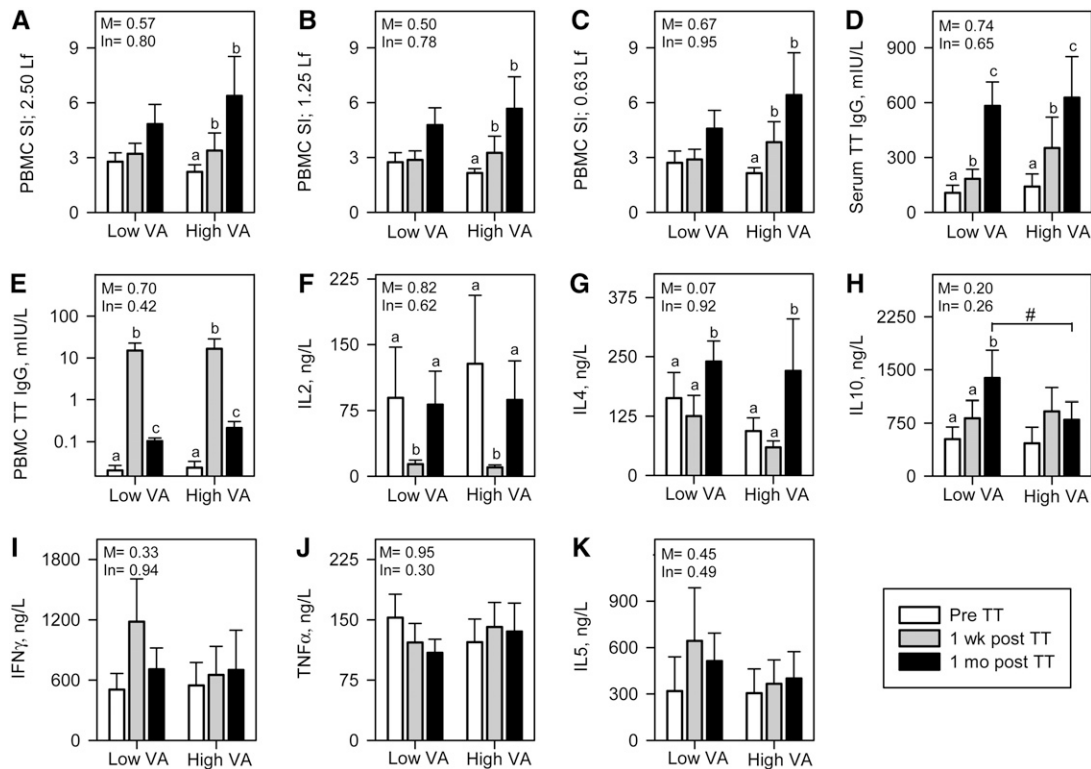 A
M= 0.57
In= 0.80
PBMC SI; 2.50 Lf
9
6
3
0
a
b
b
Low VA High VA
B
M= 0.50
In= 0.78
PBMC SI; 1.25 Lf
9
6
3
0
a
b
b
Low VA High VA
C
M= 0.67
In= 0.95
PBMC SI; 0.63 Lf
9
6
3
0
a
b
b
Low VA High VA
D
M= 0.74
In= 0.65
Serum TT IgG, mIU/L
900
600
300
0
a
b
c
a
b
c
Low VA High VA
E
M= 0.70
In= 0.42
PBMC TT IgG, mIU/L
100
10
1
0.1
a
b
c
a
b
c
Low VA High VA
F
M= 0.82
In= 0.62
IL2, ng/L
225
150
75
0
a
b
a
a
b
a
Low VA High VA
G
M= 0.07
In= 0.92
IL4, ng/L
375
250
125
0
a
a
b
a
a
b
Low VA High VA
H
M= 0.20
In= 0.26
IL10, ng/L
2250
1500
750
0
a
a
b
#
Low VA High VA
I
M= 0.33
In= 0.94
IFNγ, ng/L
1800
1200
600
0
Low VA High VA
J
M= 0.95
In= 0.30
TNFα, ng/L
225
150
75
0
Low VA High VA
K
M= 0.45
In= 0.49
IL5, ng/L
900
600
300
0
Low VA High VA
Pre TT
1 wk post TT
1 mo post TT